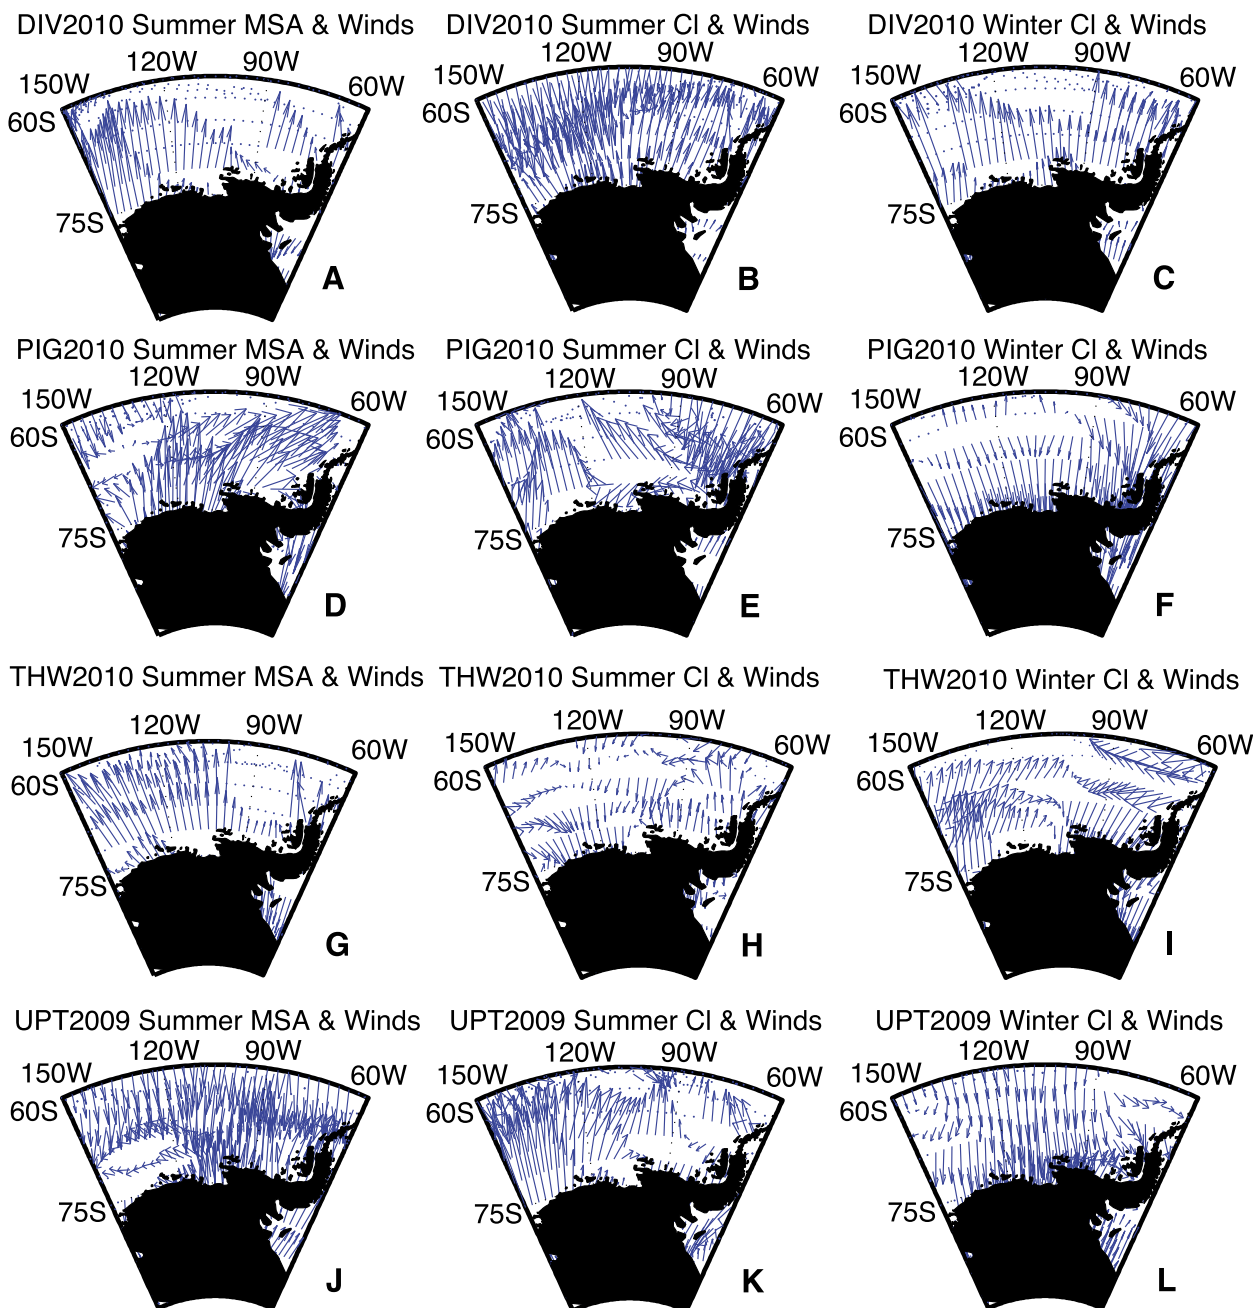 DIV2010 Summer MSA & Winds
120W 90W
150W 60W
60S
75S
A
DIV2010 Summer Cl & Winds
120W 90W
150W 60W
60S
75S
B
DIV2010 Winter Cl & Winds
120W 90W
150W 60W
60S
75S
C
PIG2010 Summer MSA & Winds
120W 90W
150W 60W
60S
75S
D
PIG2010 Summer Cl & Winds
120W 90W
150W 60W
60S
75S
E
PIG2010 Winter Cl & Winds
120W 90W
150W 60W
60S
75S
F
THW2010 Summer MSA & Winds
120W 90W
150W 60W
60S
75S
G
THW2010 Summer Cl & Winds
120W 90W
150W 60W
60S
75S
H
THW2010 Winter Cl & Winds
120W 90W
150W 60W
60S
75S
I
UPT2009 Summer MSA & Winds
120W 90W
150W 60W
60S
75S
J
UPT2009 Summer Cl & Winds
120W 90W
150W 60W
60S
75S
K
UPT2009 Winter Cl & Winds
120W 90W
150W 60W
60S
75S
L